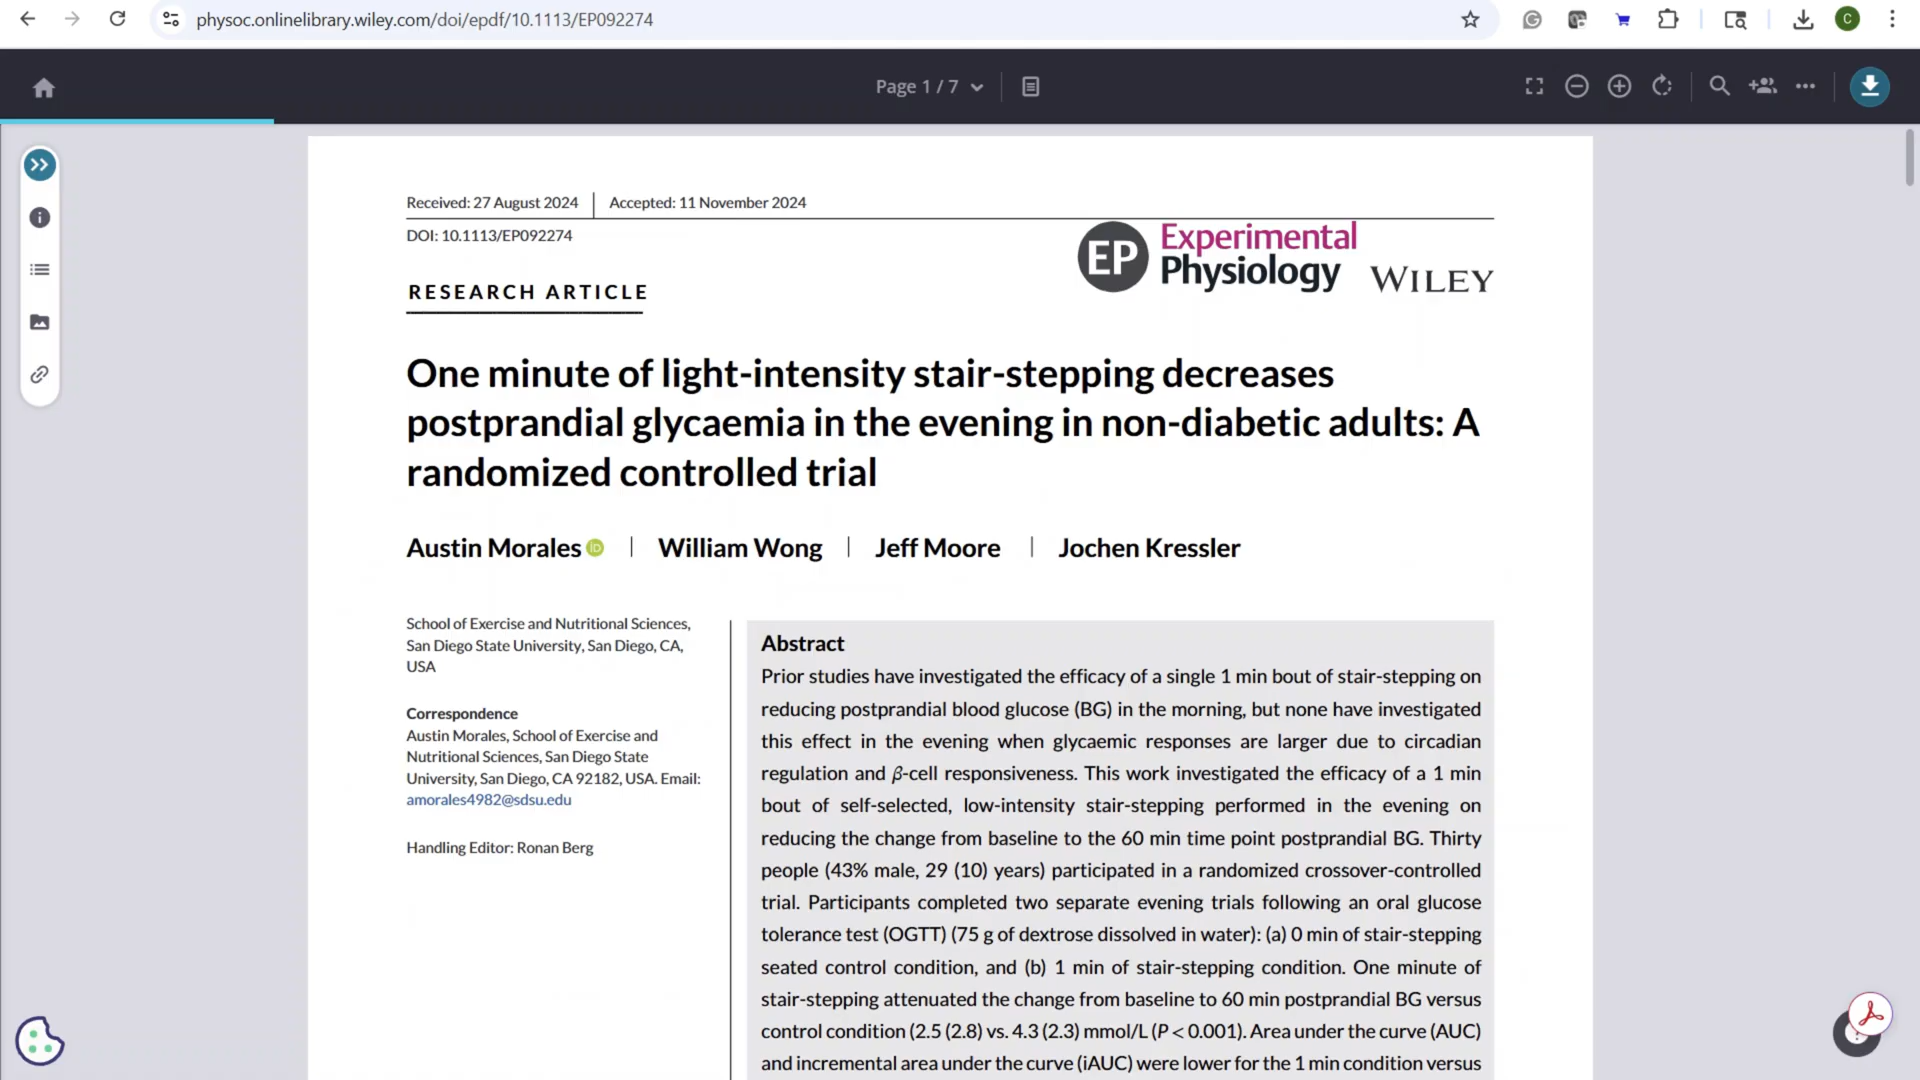 physoc.onlinelibrary.wiley.com/doi/epdf/10.1113/EP092274
C
Page 1 / 7
Received: 27 August 2024 | Accepted: 11 November 2024
DOI: 10.1113/EP092274
EP Experimental Physiology WILEY
RESEARCH ARTICLE
One minute of light-intensity stair-stepping decreases
postprandial glycaemia in the evening in non-diabetic adults: A
randomized controlled trial
Austin Morales iD | William Wong | Jeff Moore | Jochen Kressler
School of Exercise and Nutritional Sciences,
San Diego State University, San Diego, CA,
USA
Correspondence
Austin Morales, School of Exercise and
Nutritional Sciences, San Diego State
University, San Diego, CA 92182, USA. Email:
amorales4982@sdsu.edu
Handling Editor: Ronan Berg
Abstract
Prior studies have investigated the efficacy of a single 1 min bout of stair-stepping on
reducing postprandial blood glucose (BG) in the morning, but none have investigated
this effect in the evening when glycaemic responses are larger due to circadian
regulation and β-cell responsiveness. This work investigated the efficacy of a 1 min
bout of self-selected, low-intensity stair-stepping performed in the evening on
reducing the change from baseline to the 60 min time point postprandial BG. Thirty
people (43% male, 29 (10) years) participated in a randomized crossover-controlled
trial. Participants completed two separate evening trials following an oral glucose
tolerance test (OGTT) (75 g of dextrose dissolved in water): (a) 0 min of stair-stepping
seated control condition, and (b) 1 min of stair-stepping condition. One minute of
stair-stepping attenuated the change from baseline to 60 min postprandial BG versus
control condition (2.5 (2.8) vs. 4.3 (2.3) mmol/L (P < 0.001). Area under the curve (AUC)
and incremental area under the curve (iAUC) were lower for the 1 min condition versus